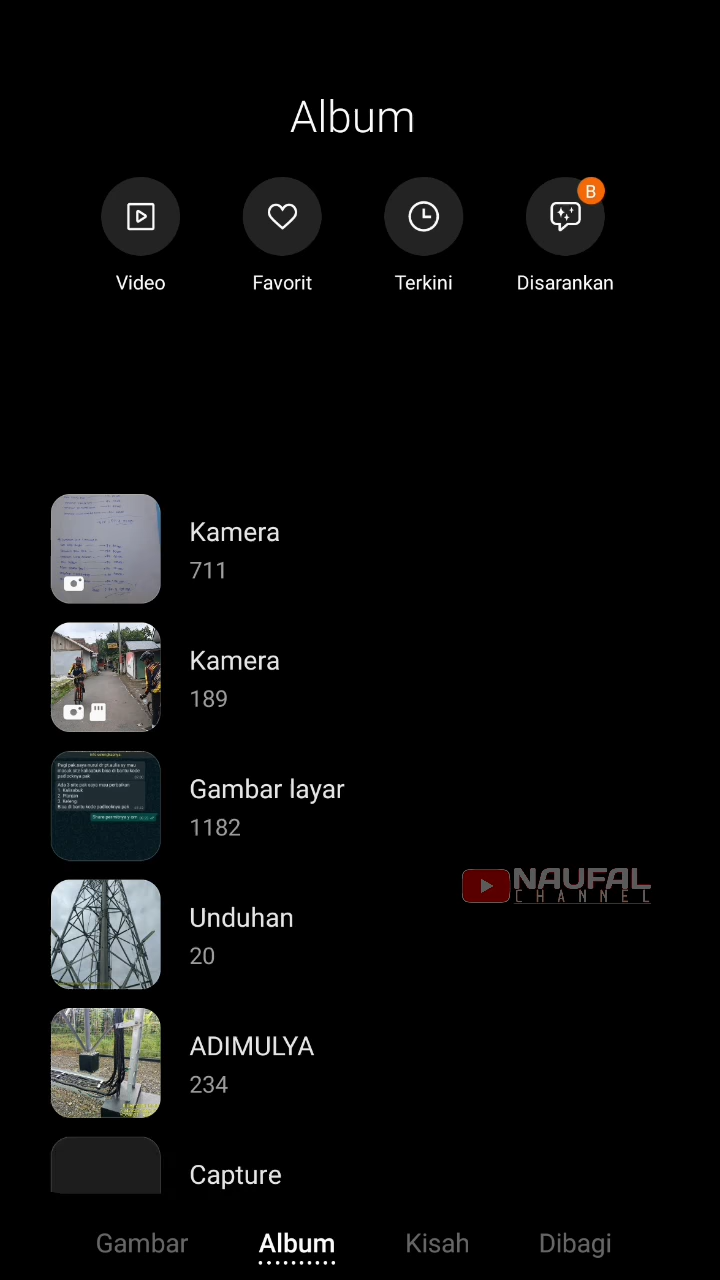 Album
B
Video
Favorit
Terkini
Disarankan
Kamera
711
Kamera
189
Gambar layar
1182
NAUFAL
CHANNEL
Unduhan
20
ADIMULYA
234
Capture
Gambar
Album
Kisah
Dibagi